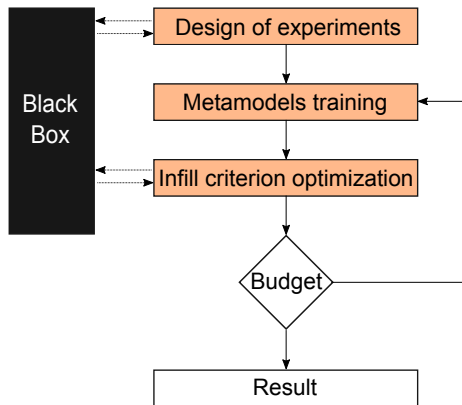 Design of experiments
Black
Box
Metamodels training
Infill criterion optimization
Budget
Result